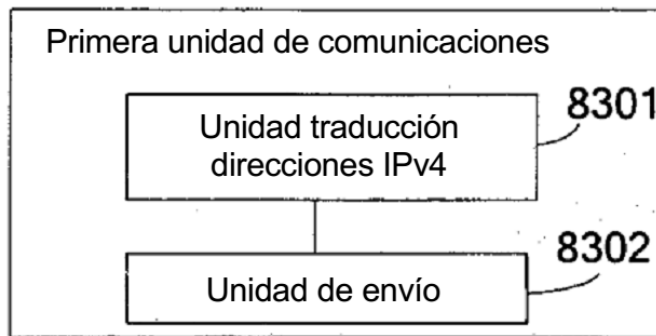 Primera unidad de comunicaciones
8301
Unidad traducción
direcciones IPv4
8302
Unidad de envío